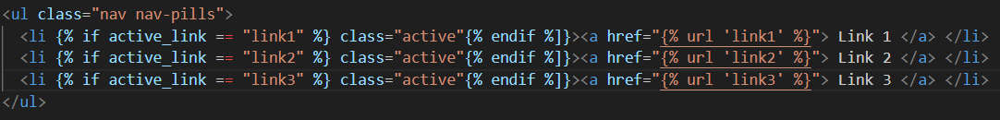 <ul class="nav nav-pills">
<li {% if active_link == "link1" %} class="active"{% endif %]}><a href="{% url 'link1' %}"> Link 1 </a> </li>
<li {% if active_link == "link2" %} class="active"{% endif %]}><a href="{% url 'link2' %}"> Link 2 </a> </li>
<li {% if active_link == "link3" %} class="active"{% endif %]}><a href="{% url 'link3' %}"> Link 3 </a> </li>
</ul>